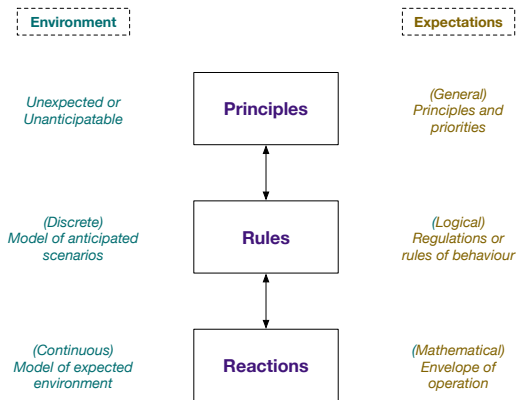 Environment
Expectations
Unexpected or
Unanticipatable
Principles
(General)
Principles and
priorities
(Discrete)
Model of anticipated
scenarios
Rules
(Logical)
Regulations or
rules of behaviour
(Continuous)
Model of expected
environment
Reactions
(Mathematical)
Envelope of
operation